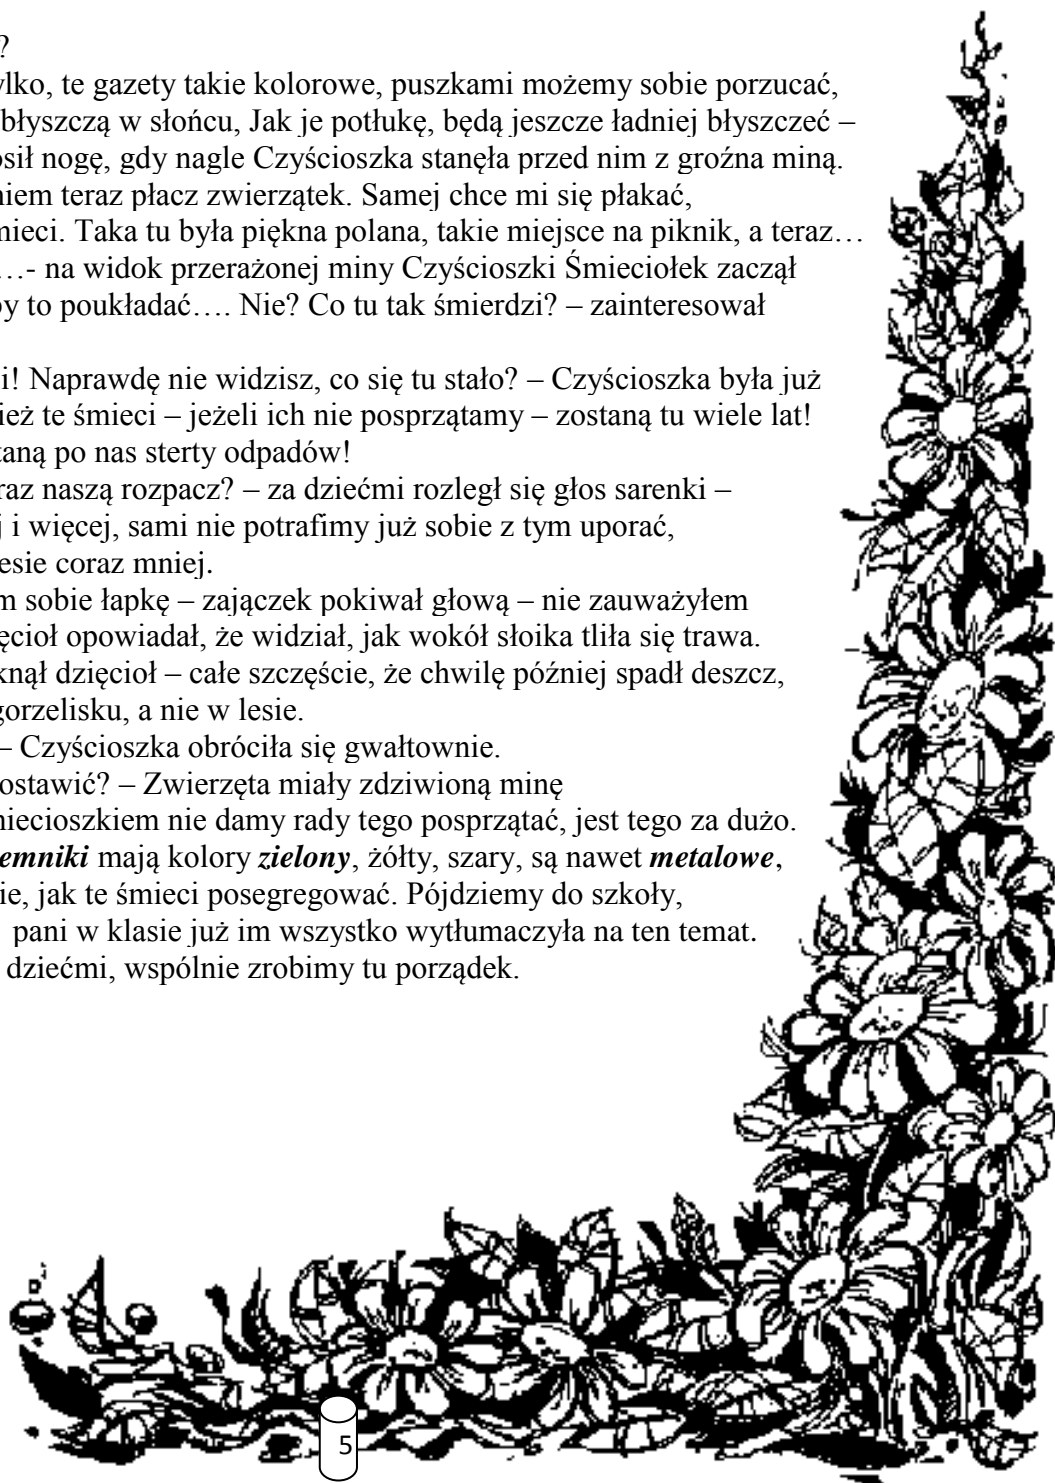 ?
ylko, te gazety takie kolorowe, puszkami możemy sobie porzucać,
błyszczą w słońcu, Jak je potłukę, będą jeszcze ładniej błyszczeć –
osił nogę, gdy nagle Czyścioszka stanęła przed nim z groźna miną.
niem teraz płacz zwierzątek. Samej chce mi się płakać,
mieci. Taka tu była piękna polana, takie miejsce na piknik, a teraz…
…- na widok przerażonej miny Czyścioszki Śmieciołek zaczął
by to poukładać…. Nie? Co tu tak śmierdzi? – zainteresował
i! Naprawdę nie widzisz, co się tu stało? – Czyścioszka była już
ież te śmieci – jeżeli ich nie posprzątamy – zostaną tu wiele lat!
taną po nas sterty odpadów!
raz naszą rozpacz? – za dziećmi rozległ się głos sarenki –
j i więcej, sami nie potrafimy już sobie z tym uporać,
esie coraz mniej.
m sobie łapkę – zajączek pokiwał głową – nie zauważyłem
ęcioł opowiadał, że widział, jak wokół słoika tliła się trawa.
knął dzięcioł – całe szczęście, że chwilę później spadł deszcz,
gorzelisku, a nie w lesie.
– Czyścioszka obróciła się gwałtownie.
ostawić? – Zwierzęta miały zdziwioną minę
miecioszkiem nie damy rady tego posprzątać, jest tego za dużo.
emniki mają kolory zielony, żółty, szary, są nawet metalowe,
ie, jak te śmieci posegregować. Pójdziemy do szkoły,
pani w klasie już im wszystko wytłumaczyła na ten temat.
dziećmi, wspólnie zrobimy tu porządek.
5